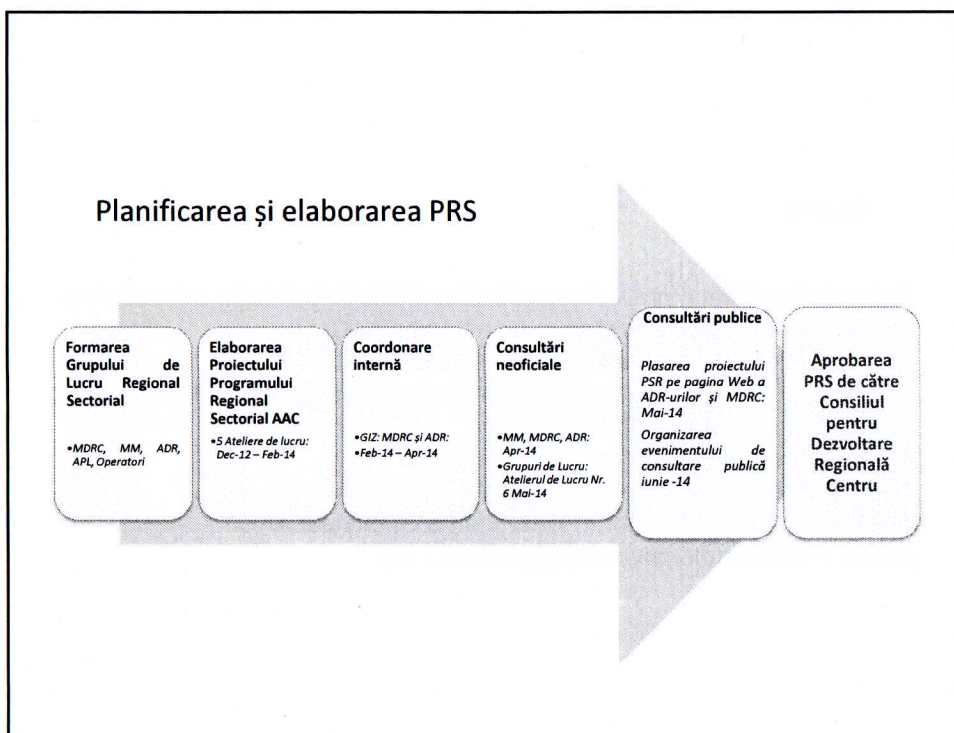 Planificarea și elaborarea PRS
Formarea
Grupului de
Lucru Regional
Sectorial
•MDRC, MM, ADR,
APL, Operatori
Elaborarea
Proiectului
Programului
Regional
Sectorial AAC
•5 Ateliere de lucru:
Dec-12 – Feb-14
Coordonare
internă
•GIZ: MDRC și ADR:
•Feb-14 – Apr-14
Consultări
neoficiale
•MM, MDRC, ADR:
Apr-14
•Grupuri de Lucru:
Atelierul de Lucru Nr.
6 Mai-14
Consultări publice
Plasarea proiectului
PSR pe pagina Web a
ADR-urilor și MDRC:
Mai-14
Organizarea
evenimentului de
consultare publică
iunie -14
Aprobarea
PRS de către
Consiliul
pentru
Dezvoltare
Regională
Centru